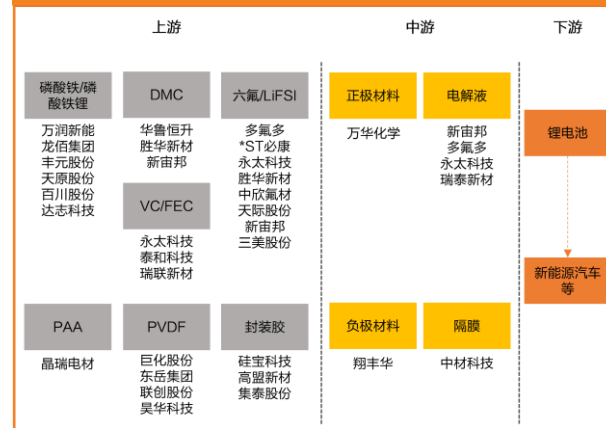 上游
中游
下游
磷酸铁/磷
酸铁锂
万润新能
龙佰集团
丰元股份
天原股份
百川股份
达志科技
DMC
华鲁恒升
胜华新材
新宙邦
VC/FEC
永太科技
泰和科技
瑞联新材
六氟/LiFSI
多氟多
*ST必康
永太科技
胜华新材
中欣氟材
天际股份
新宙邦
三美股份
正极材料
万华化学
电解液
新宙邦
多氟多
永太科技
瑞泰新材
锂电池
新能源汽车
等
PAA
晶瑞电材
PVDF
巨化股份
东岳集团
联创股份
昊华科技
封装胶
硅宝科技
高盟新材
集泰股份
负极材料
翔丰华
隔膜
中材科技